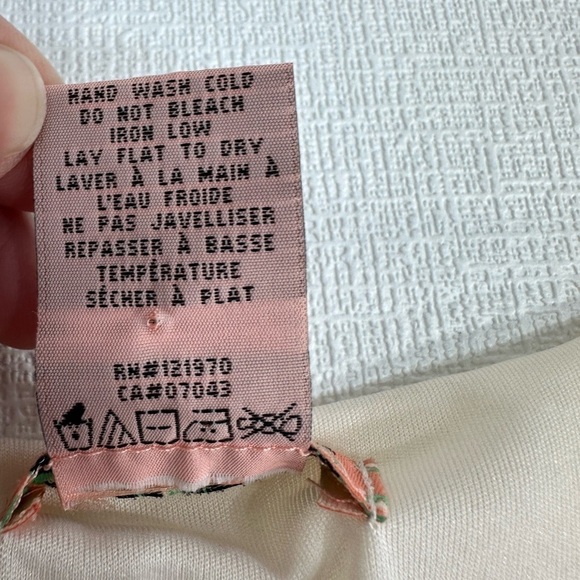 HAND WASH COLD
DO NOT BLEACH
IRON LOW
LAY FLAT TO DRY
LAVER À LA MAIN À
L'EAU FROIDE
NE PAS JAVELLISER
REPASSER À BASSE
TEMPÉRATURE
SÉCHER À PLAT
RN#121970
CA#07043